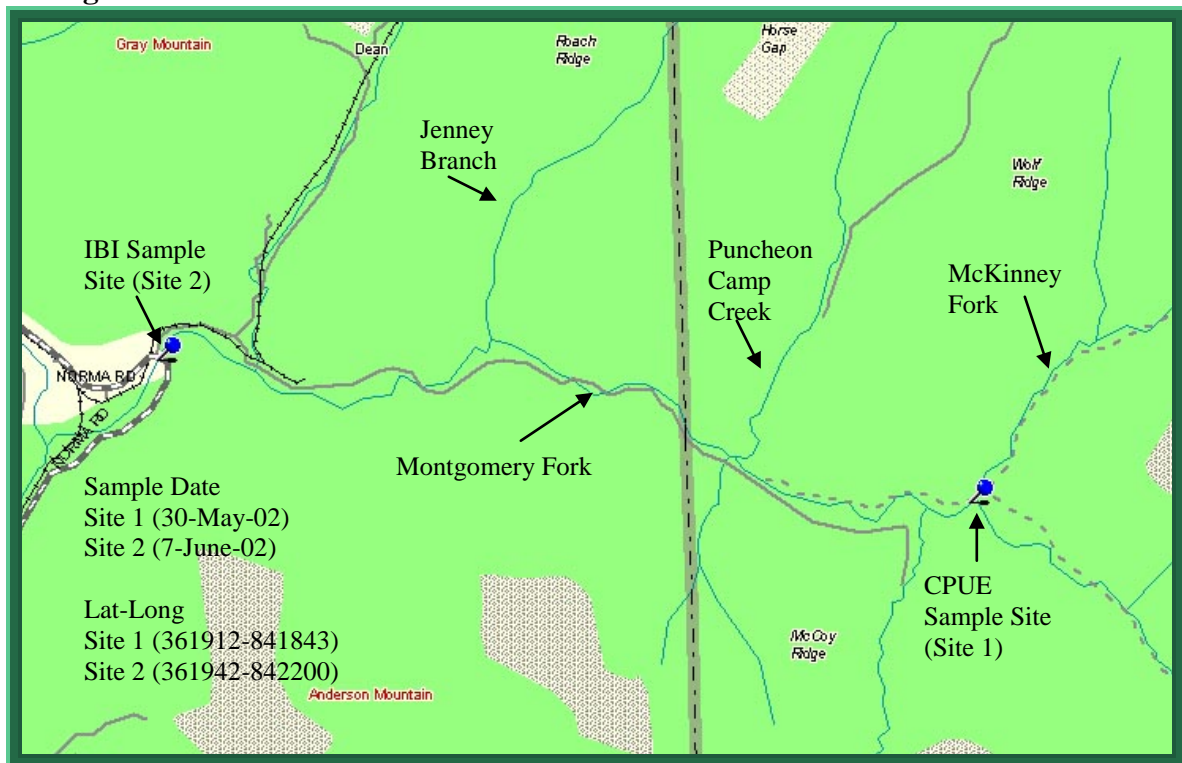 Gray Mountain
Dean
Roach
Ridge
Horse
Gap
Jenney
Branch
Wolf
Ridge
IBI Sample
Site (Site 2)
Puncheon
Camp
Creek
McKinney
Fork
NORMA RD
NORMA RD
Montgomery Fork
Sample Date
Site 1 (30-May-02)
Site 2 (7-June-02)
CPUE
Sample Site
(Site 1)
Lat-Long
Site 1 (361912-841843)
Site 2 (361942-842200)
McCoy
Ridge
Anderson Mountain